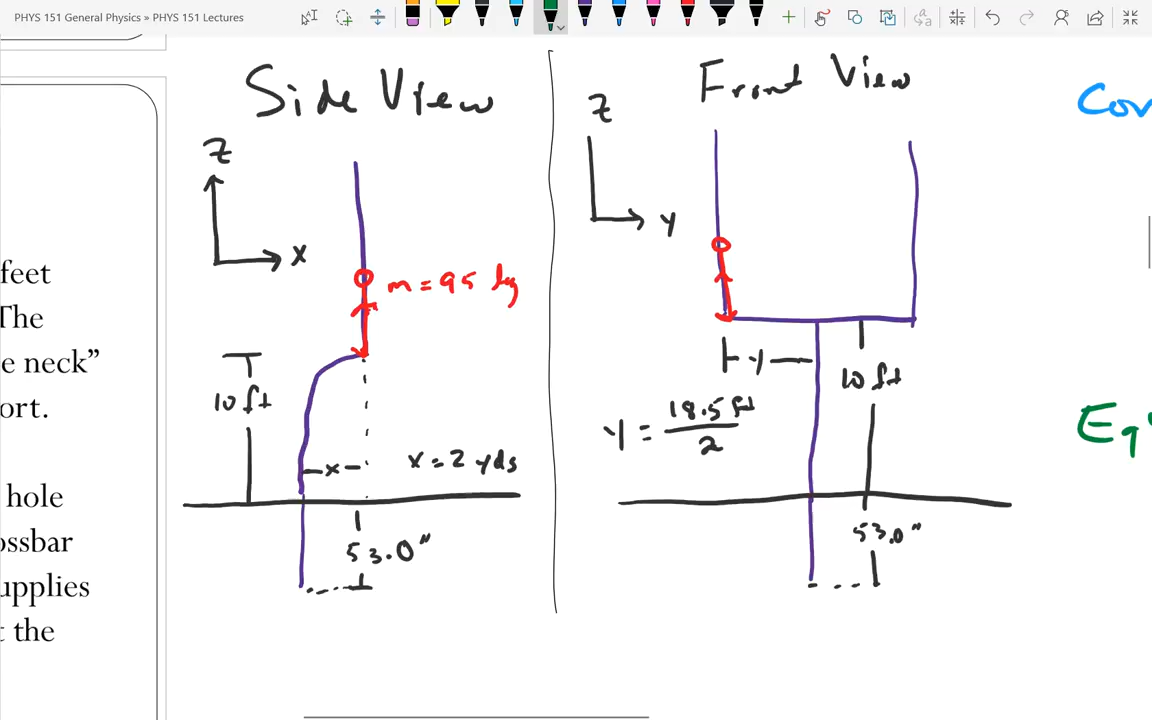 PHYS 151 General Physics » PHYS 151 Lectures
feet
The
e neck”
ort.
hole
ossbar
upplies
t the
Side View
Z
X
m = 95 kg
10 ft
x
x = 2 yds
53.0"
Front View
Z
Y
y
10 ft
Y = 18.5 ft / 2
53.0"
Cov
Eq